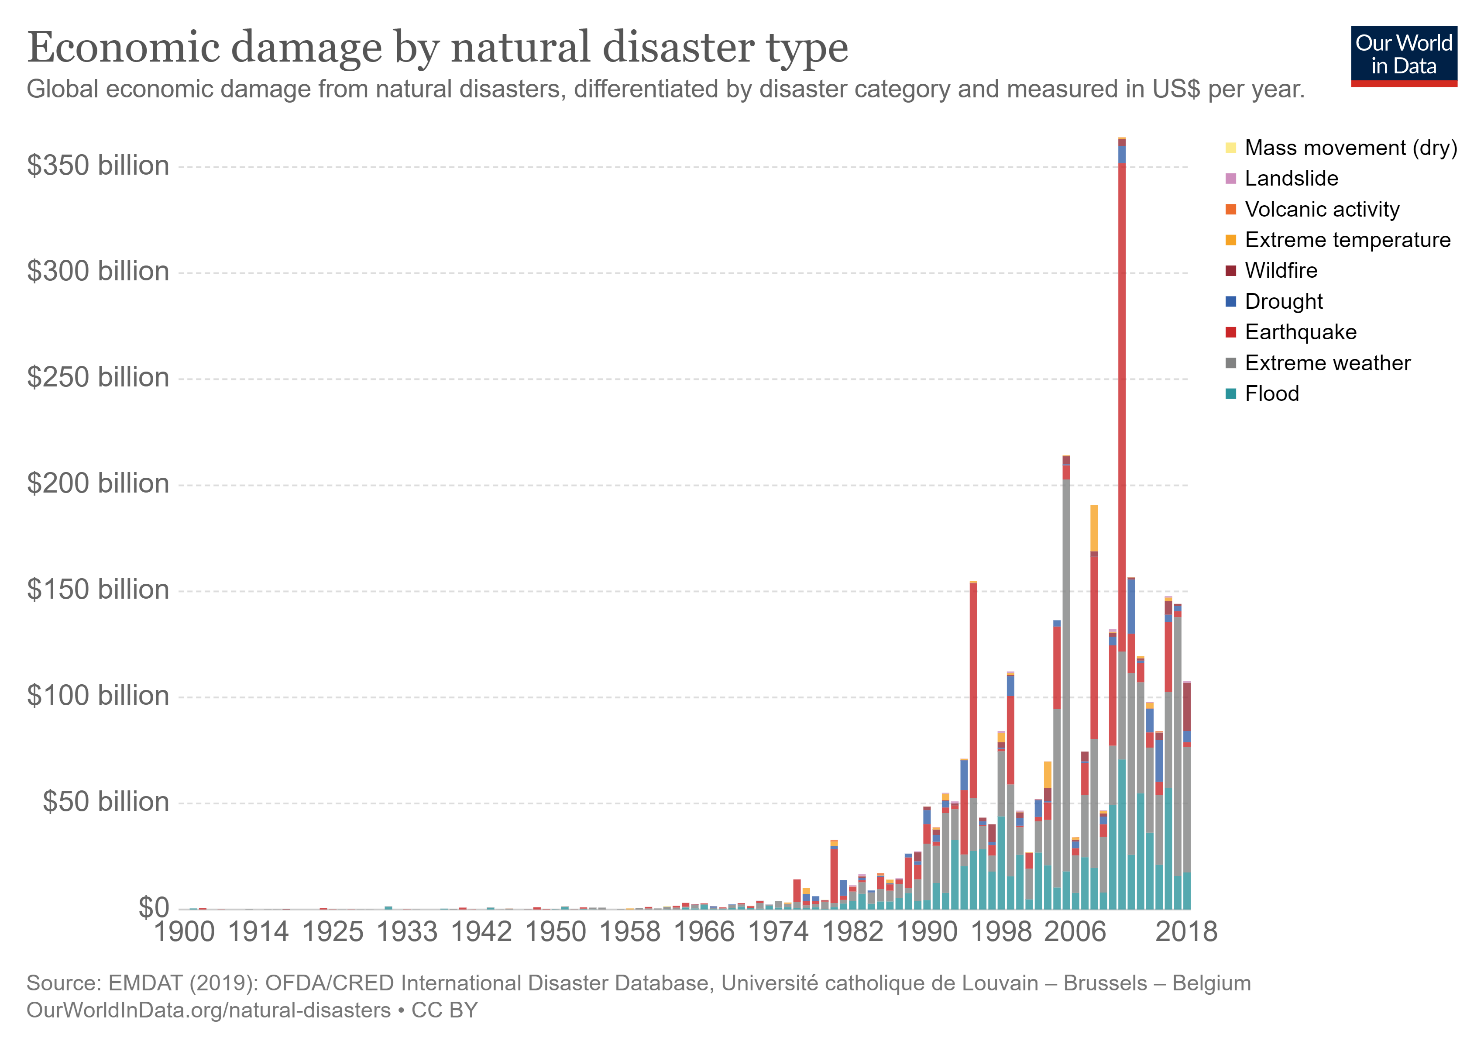 Economic damage by natural disaster type
Our World
in Data
Global economic damage from natural disasters, differentiated by disaster category and measured in US$ per year.
$350 billion
$300 billion
$250 billion
$200 billion
$150 billion
$100 billion
$50 billion
$0
Mass movement (dry)
Landslide
Volcanic activity
Extreme temperature
Wildfire
Drought
Earthquake
Extreme weather
Flood
1900 1914 1925 1933 1942 1950 1958 1966 1974 1982 1990 1998 2006 2018
Source: EMDAT (2019): OFDA/CRED International Disaster Database, Université catholique de Louvain – Brussels – Belgium
OurWorldInData.org/natural-disasters • CC BY